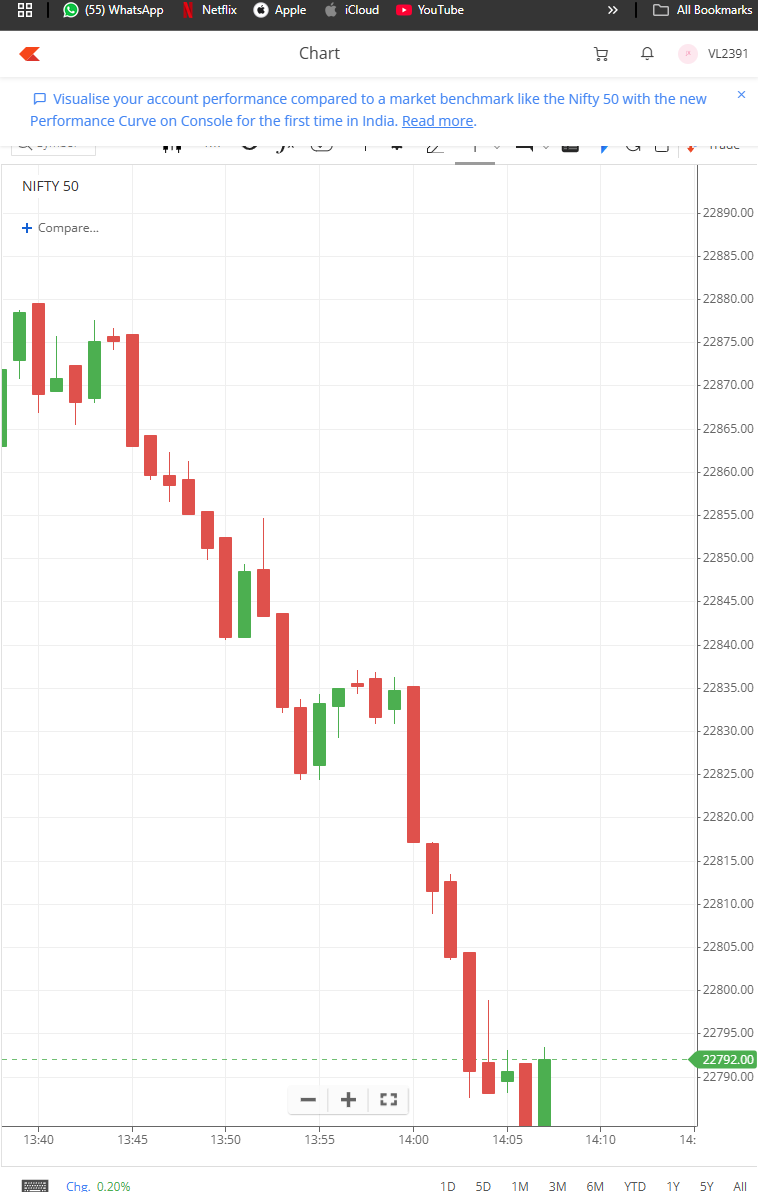 (55) WhatsApp Netflix Apple iCloud YouTube » All Bookmarks
Chart VL2391
Visualise your account performance compared to a market benchmark like the Nifty 50 with the new
Performance Curve on Console for the first time in India. Read more.
NIFTY 50
+ Compare...
22890.00
22885.00
22880.00
22875.00
22870.00
22865.00
22860.00
22855.00
22850.00
22845.00
22840.00
22835.00
22830.00
22825.00
22820.00
22815.00
22810.00
22805.00
22800.00
22795.00
22792.00
22790.00
13:40 13:45 13:50 13:55 14:00 14:05 14:10 14:
Chg. 0.20% 1D 5D 1M 3M 6M YTD 1Y 5Y All